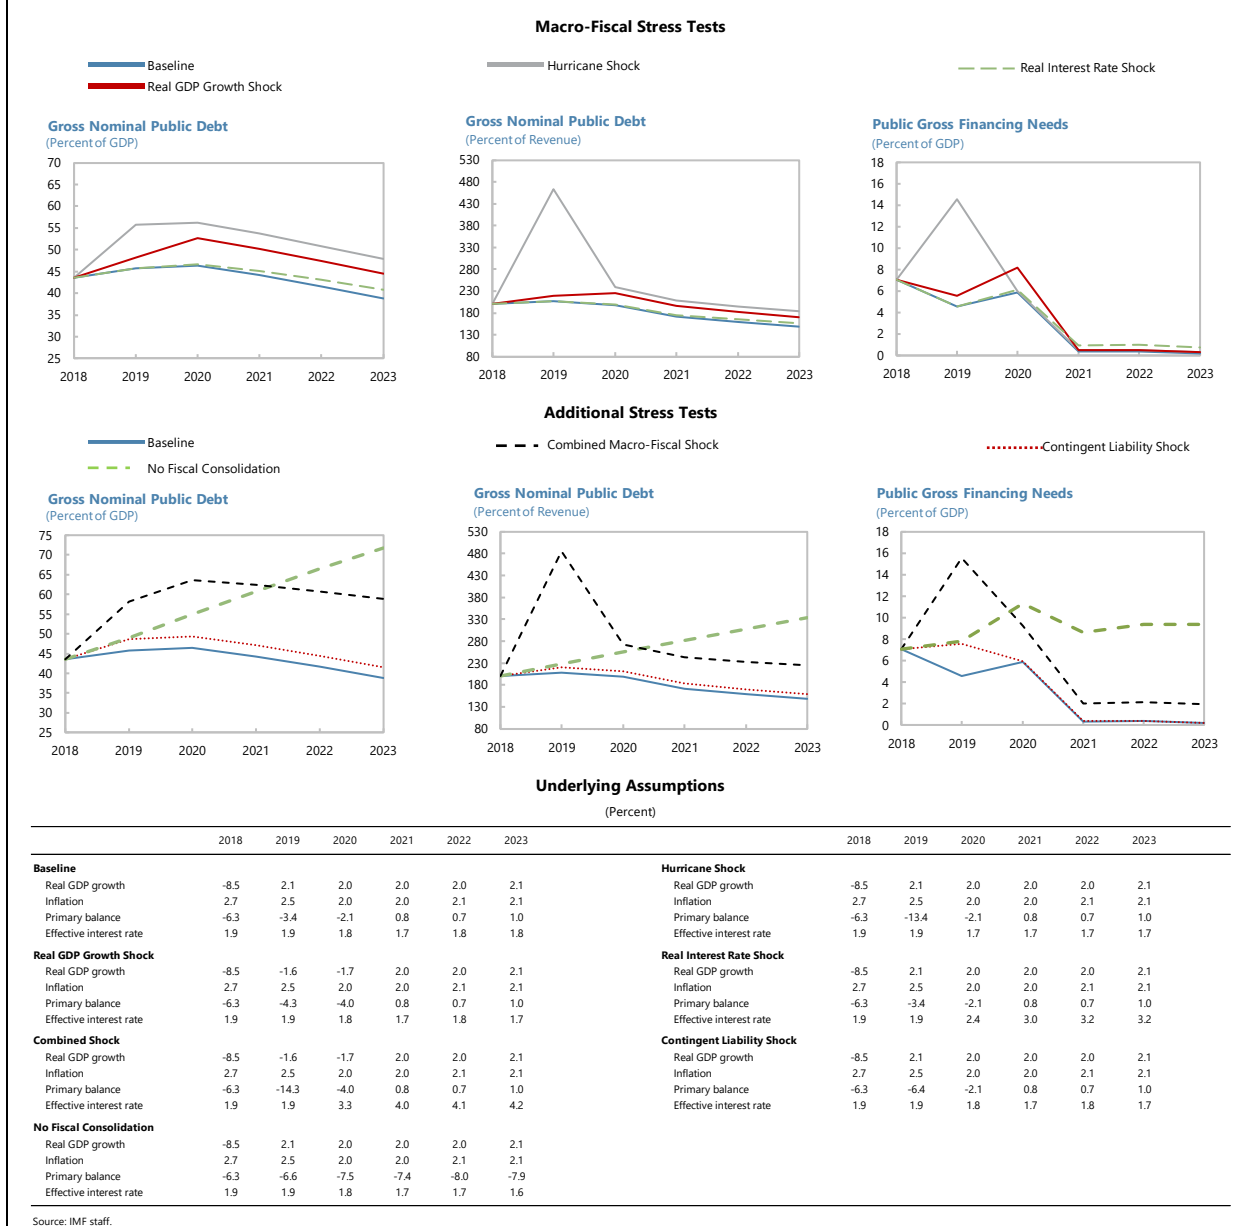 Macro-Fiscal Stress Tests
Baseline
Hurricane Shock
Real Interest Rate Shock
Real GDP Growth Shock
Gross Nominal Public Debt
(Percent of GDP)
70
65
60
55
50
45
40
35
30
25
2018 2019 2020 2021 2022 2023
Gross Nominal Public Debt
(Percent of Revenue)
530
480
430
380
330
280
230
180
130
80
2018 2019 2020 2021 2022 2023
Public Gross Financing Needs
(Percent of GDP)
18
16
14
12
10
8
6
4
2
0
2018 2019 2020 2021 2022 2023
Additional Stress Tests
Baseline
Combined Macro-Fiscal Shock
Contingent Liability Shock
No Fiscal Consolidation
Gross Nominal Public Debt
(Percent of GDP)
75
70
65
60
55
50
45
40
35
30
25
2018 2019 2020 2021 2022 2023
Gross Nominal Public Debt
(Percent of Revenue)
530
480
430
380
330
280
230
180
130
80
2018 2019 2020 2021 2022 2023
Public Gross Financing Needs
(Percent of GDP)
18
16
14
12
10
8
6
4
2
0
2018 2019 2020 2021 2022 2023
Underlying Assumptions
(Percent)
2018 2019 2020 2021 2022 2023
Baseline
Real GDP growth -8.5 2.1 2.0 2.0 2.0 2.1
Inflation 2.7 2.5 2.0 2.0 2.1 2.1
Primary balance -6.3 -3.4 -2.1 0.8 0.7 1.0
Effective interest rate 1.9 1.9 1.8 1.7 1.8 1.8
Real GDP Growth Shock
Real GDP growth -8.5 -1.6 -1.7 2.0 2.0 2.1
Inflation 2.7 2.5 2.0 2.0 2.1 2.1
Primary balance -6.3 -4.3 -4.0 0.8 0.7 1.0
Effective interest rate 1.9 1.9 1.8 1.7 1.8 1.7
Combined Shock
Real GDP growth -8.5 -1.6 -1.7 2.0 2.0 2.1
Inflation 2.7 2.5 2.0 2.0 2.1 2.1
Primary balance -6.3 -14.3 -4.0 0.8 0.7 1.0
Effective interest rate 1.9 1.9 3.3 4.0 4.1 4.2
No Fiscal Consolidation
Real GDP growth -8.5 2.1 2.0 2.0 2.0 2.1
Inflation 2.7 2.5 2.0 2.0 2.1 2.1
Primary balance -6.3 -6.6 -7.5 -7.4 -8.0 -7.9
Effective interest rate 1.9 1.9 1.8 1.7 1.7 1.6
2018 2019 2020 2021 2022 2023
Hurricane Shock
Real GDP growth -8.5 2.1 2.0 2.0 2.0 2.1
Inflation 2.7 2.5 2.0 2.0 2.1 2.1
Primary balance -6.3 -13.4 -2.1 0.8 0.7 1.0
Effective interest rate 1.9 1.9 1.7 1.7 1.7 1.7
Real Interest Rate Shock
Real GDP growth -8.5 2.1 2.0 2.0 2.0 2.1
Inflation 2.7 2.5 2.0 2.0 2.1 2.1
Primary balance -6.3 -3.4 -2.1 0.8 0.7 1.0
Effective interest rate 1.9 1.9 2.4 3.0 3.2 3.2
Contingent Liability Shock
Real GDP growth -8.5 2.1 2.0 2.0 2.0 2.1
Inflation 2.7 2.5 2.0 2.0 2.1 2.1
Primary balance -6.3 -6.4 -2.1 0.8 0.7 1.0
Effective interest rate 1.9 1.9 1.8 1.7 1.8 1.7
Source: IMF staff.